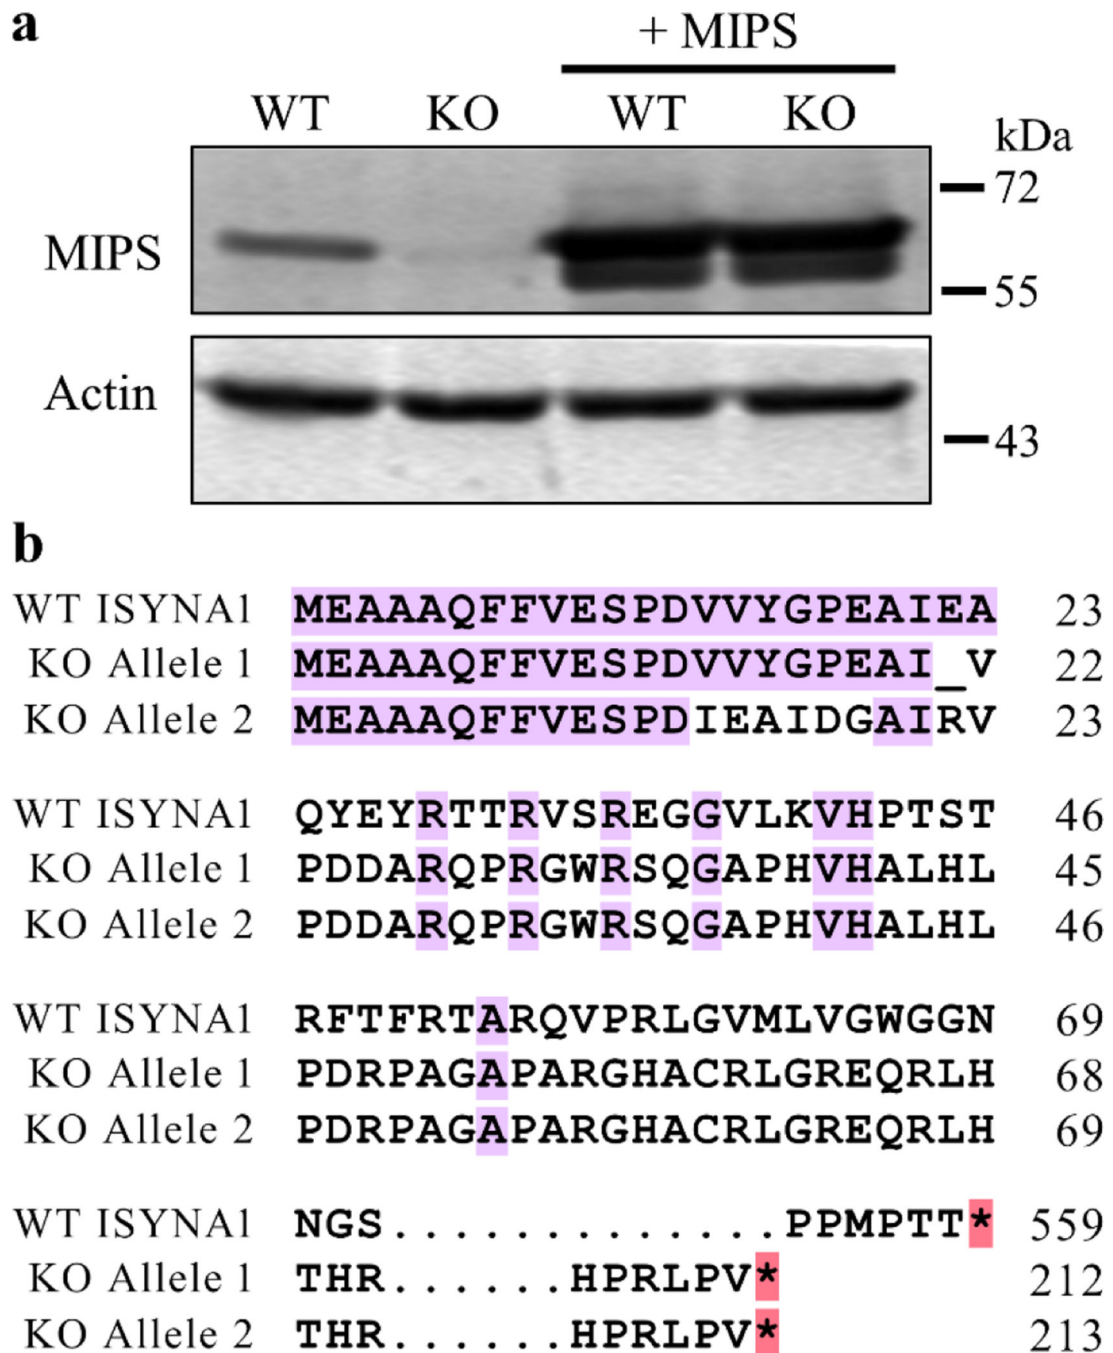 a
+ MIPS
WT KO WT KO
kDa
72
MIPS
55
Actin
43
b
WT ISYNA1 MEAAAQFFVESPDVVYGPEAIEA 23
KO Allele 1 MEAAAQFFVESPDVVYGPEAI_V 22
KO Allele 2 MEAAAQFFVESPDIEAIDGAIRV 23
WT ISYNA1 QYEYRTTRVSREGGVLKVHPTST 46
KO Allele 1 PDDARQPRGWRSQGAPHVHALHL 45
KO Allele 2 PDDARQPRGWRSQGAPHVHALHL 46
WT ISYNA1 RFTFRTARQVPRLGVMLVGWGGN 69
KO Allele 1 PDRPAGAPARGHACRLGREQRLH 68
KO Allele 2 PDRPAGAPARGHACRLGREQRLH 69
WT ISYNA1 NGS.............PPMPTT* 559
KO Allele 1 THR......HPRLPV* 212
KO Allele 2 THR......HPRLPV* 213